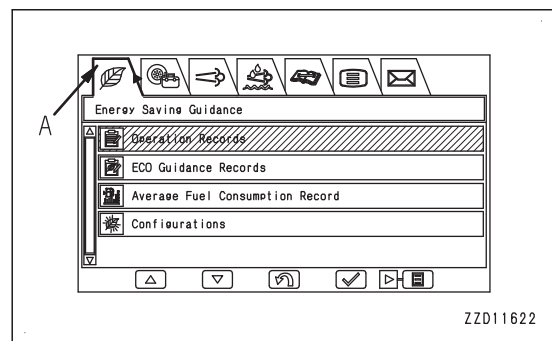 A
Energy Saving Guidance
Operation Records
ECO Guidance Records
Average Fuel Consumption Record
Configurations
ZZD11622